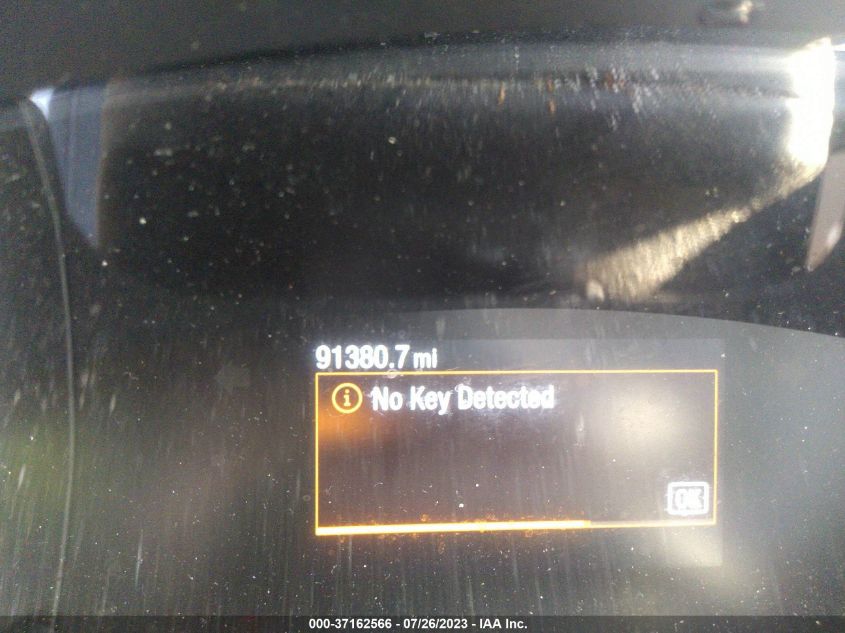 91380.7 mi
i No Key Detected
OK
000-37162566 - 07/26/2023 - IAA Inc.